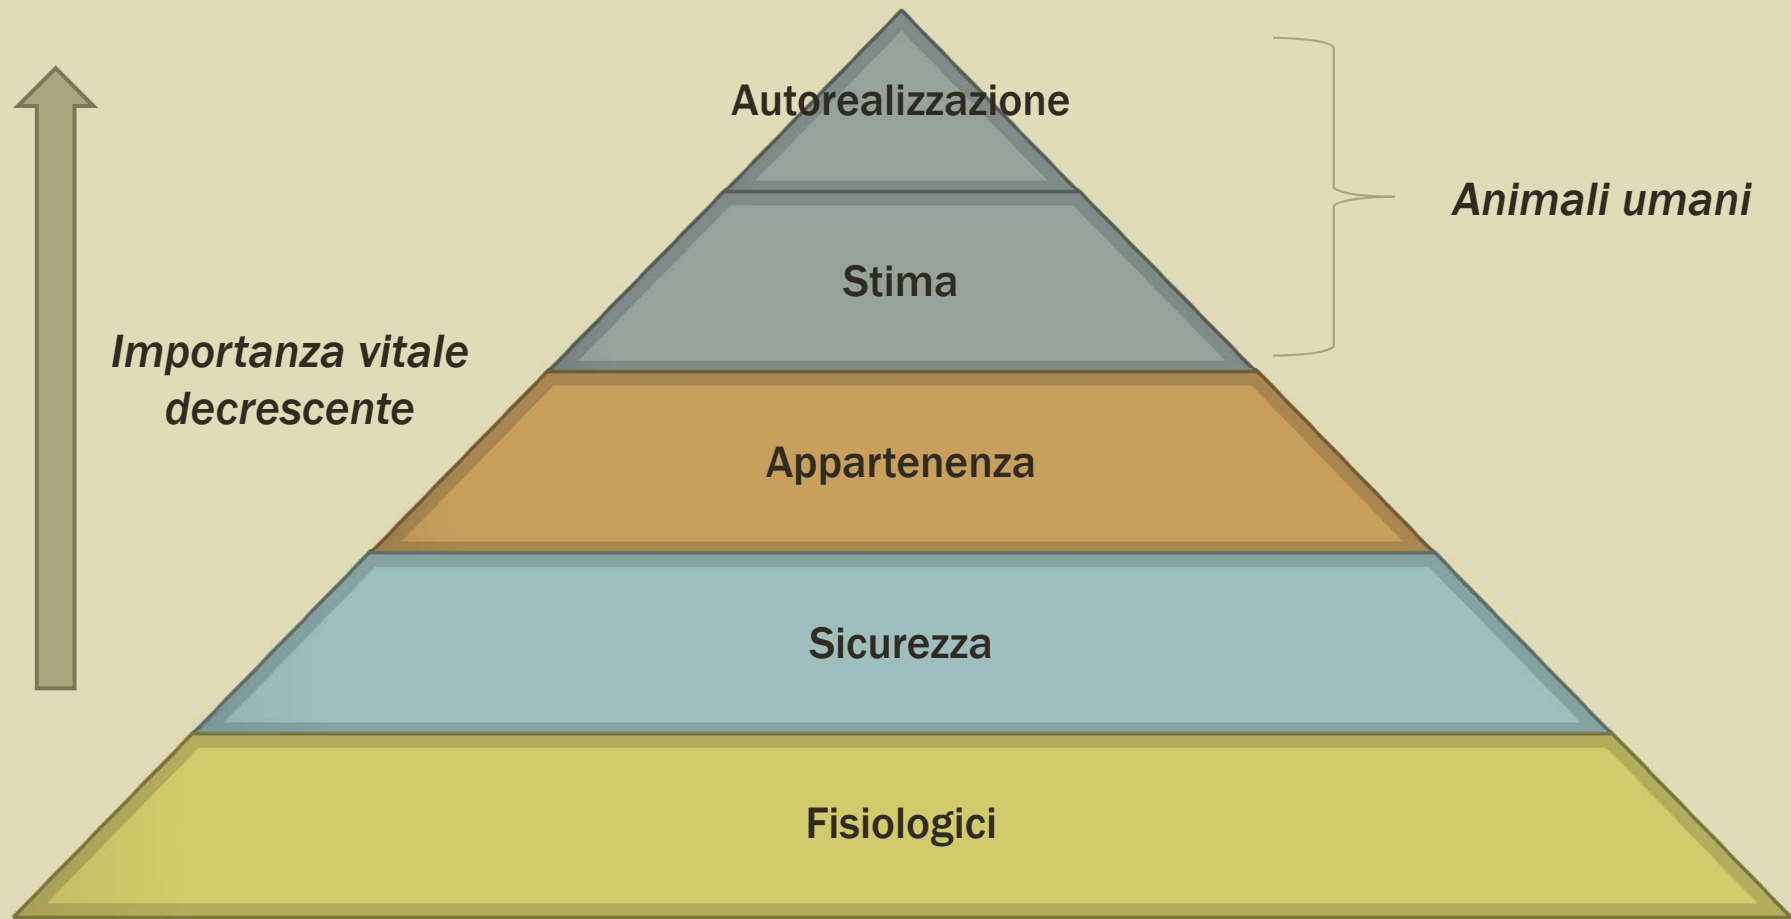 Autorealizzazione
Animali umani
Stima
Importanza vitale
decrescente
Appartenenza
Sicurezza
Fisiologici